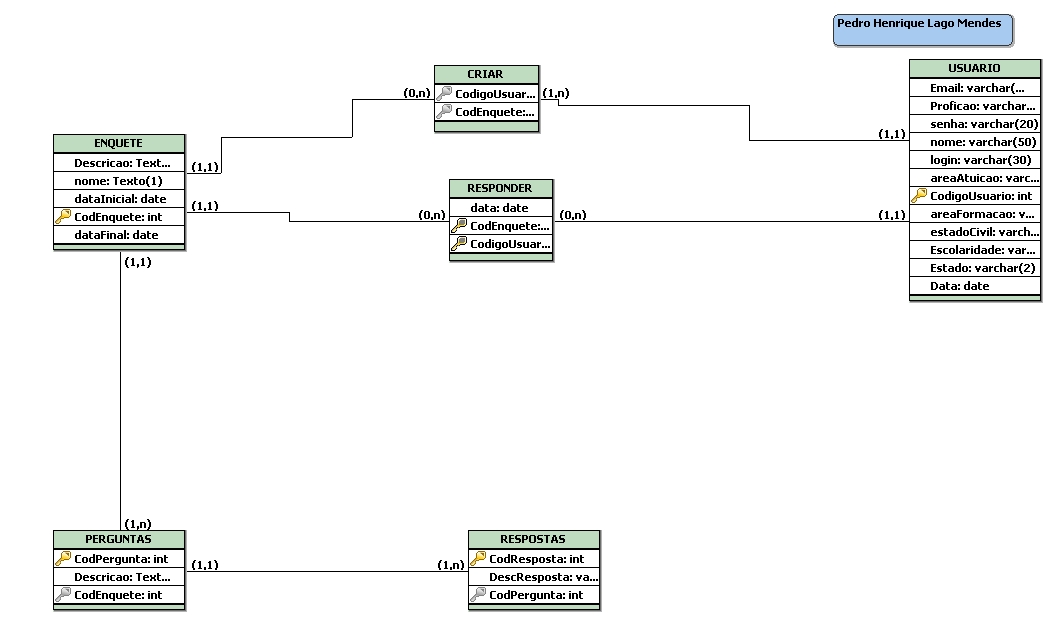 Pedro Henrique Lago Mendes
CRIAR
CodigoUsuar...
CodEnquete:...
(0,n)
(1,n)
USUARIO
Email: varchar(...
Proficao: varchar...
senha: varchar(20)
nome: varchar(50)
login: varchar(30)
areaAtuicao: varc...
CodigoUsuario: int
areaFormacao: v...
estadoCivil: varch...
Escolaridade: var...
Estado: varchar(2)
Data: date
(1,1)
(1,1)
ENQUETE
Descricao: Text...
nome: Texto(1)
dataInicial: date
CodEnquete: int
dataFinal: date
(1,1)
(1,1)
(1,1)
RESPONDER
data: date
CodEnquete:...
CodigoUsuar...
(0,n)
(0,n)
(1,n)
PERGUNTAS
CodPergunta: int
Descricao: Text...
CodEnquete: int
(1,1)
(1,n)
RESPOSTAS
CodResposta: int
DescResposta: va...
CodPergunta: int